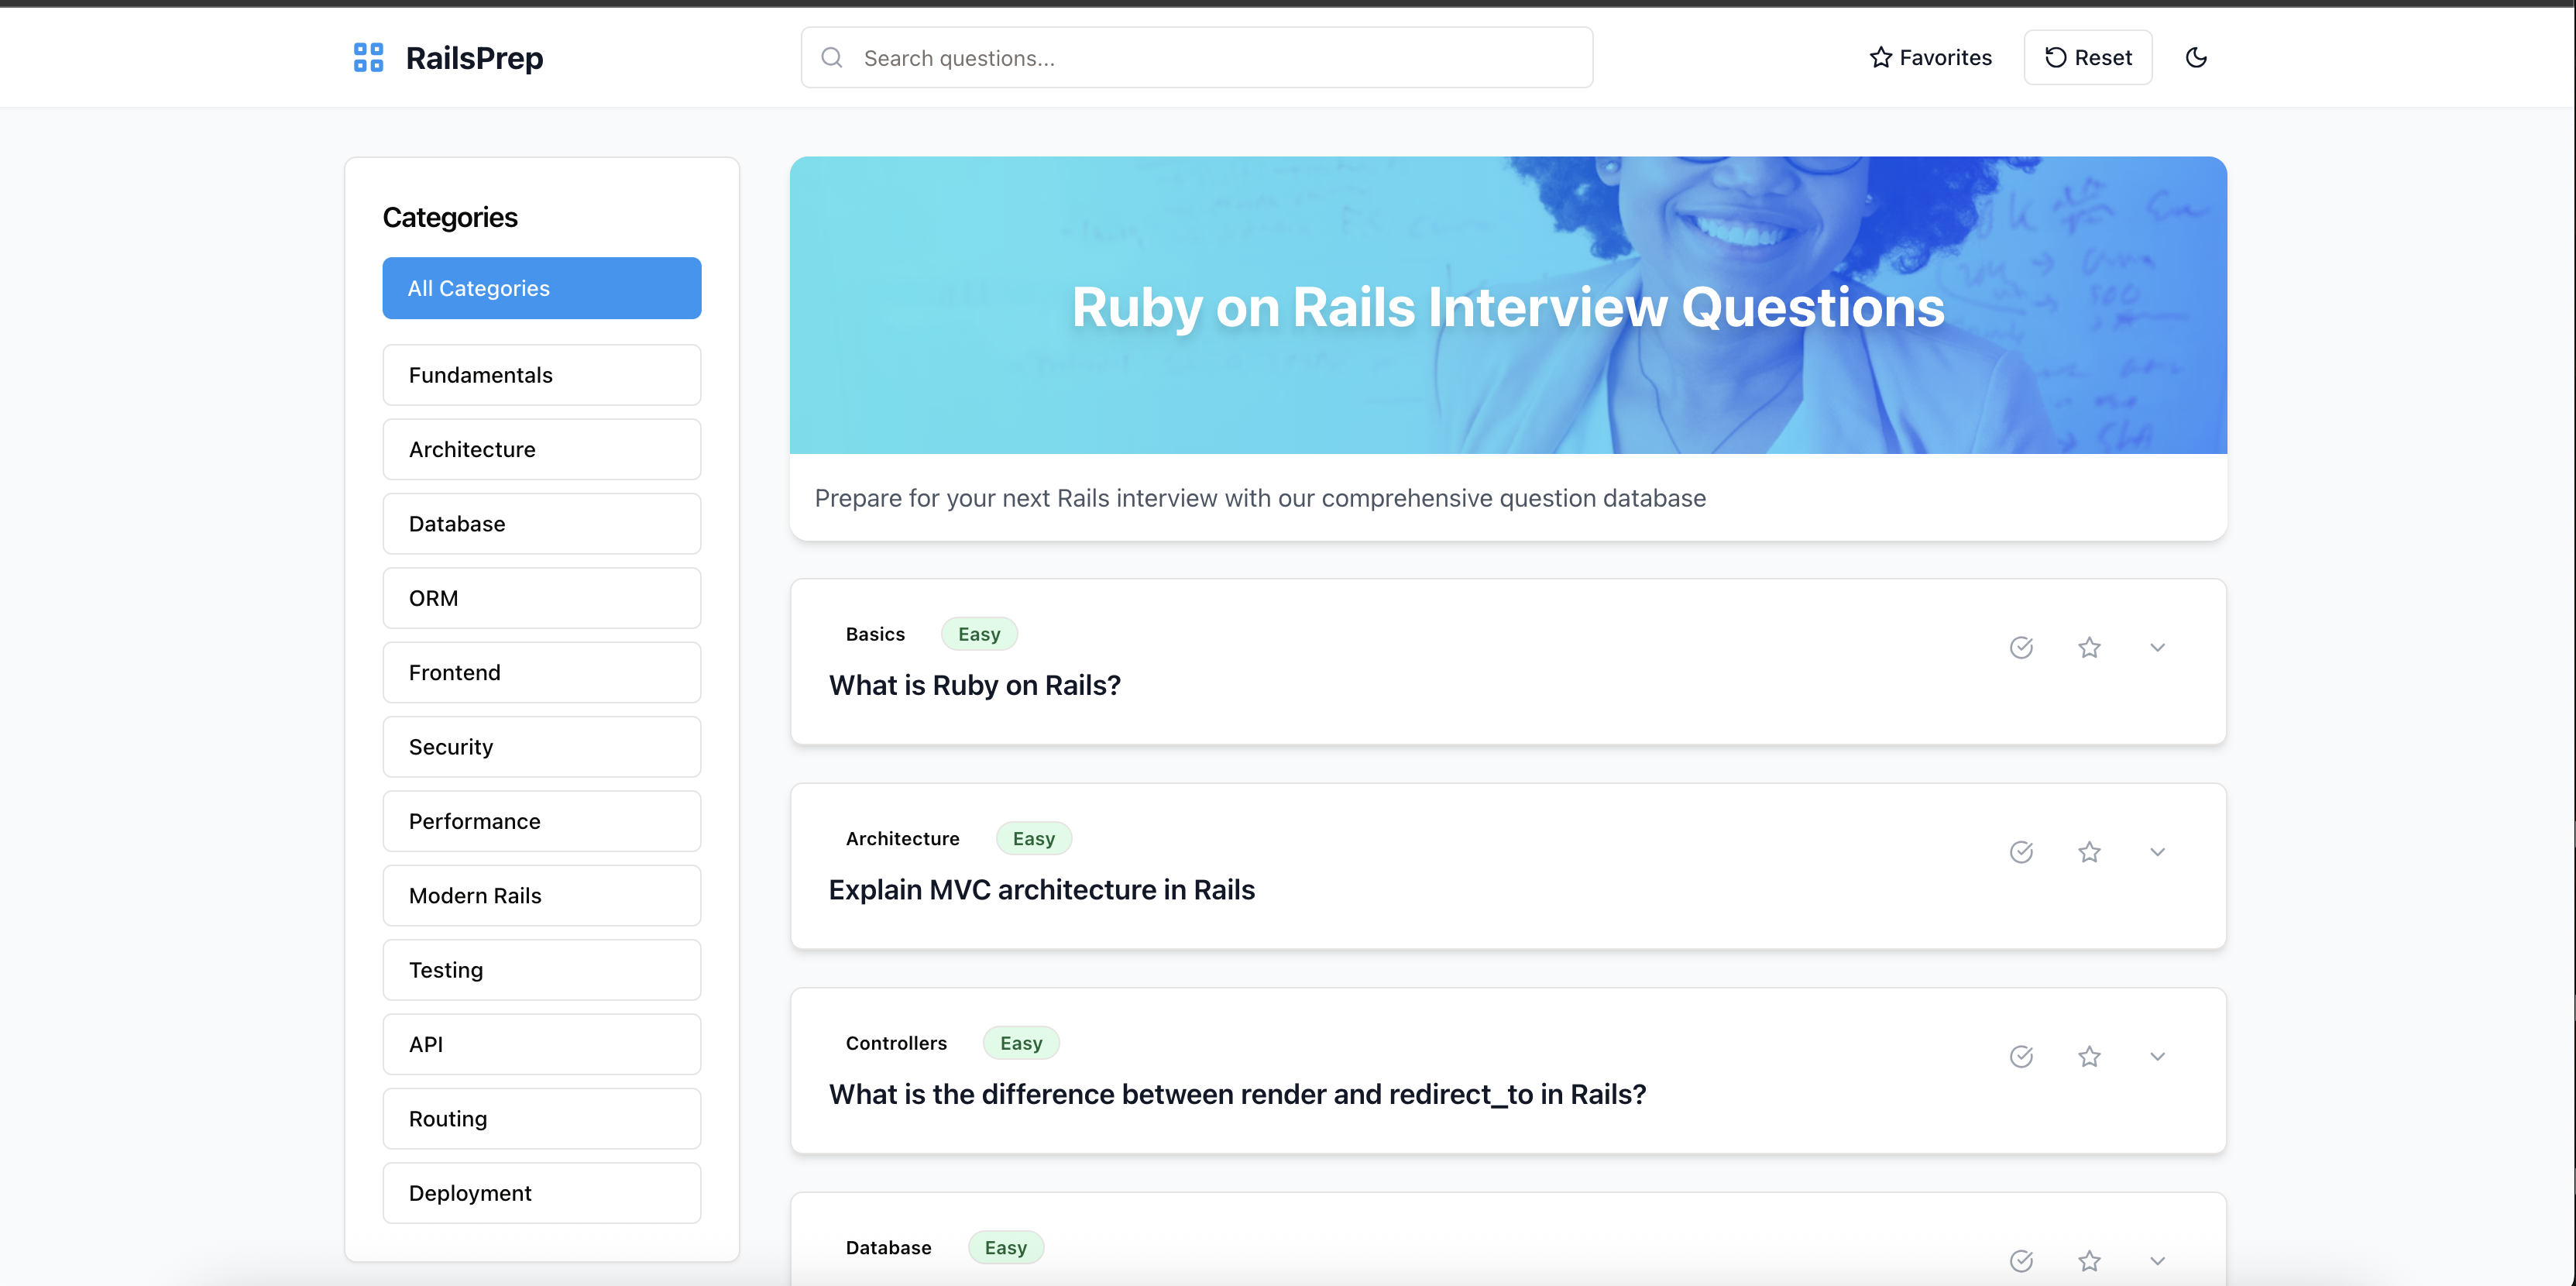 RailsPrep
Search questions...
Favorites
Reset
Categories
All Categories
Fundamentals
Architecture
Database
ORM
Frontend
Security
Performance
Modern Rails
Testing
API
Routing
Deployment
Ruby on Rails Interview Questions
Prepare for your next Rails interview with our comprehensive question database
Basics Easy
What is Ruby on Rails?
Architecture Easy
Explain MVC architecture in Rails
Controllers Easy
What is the difference between render and redirect_to in Rails?
Database Easy